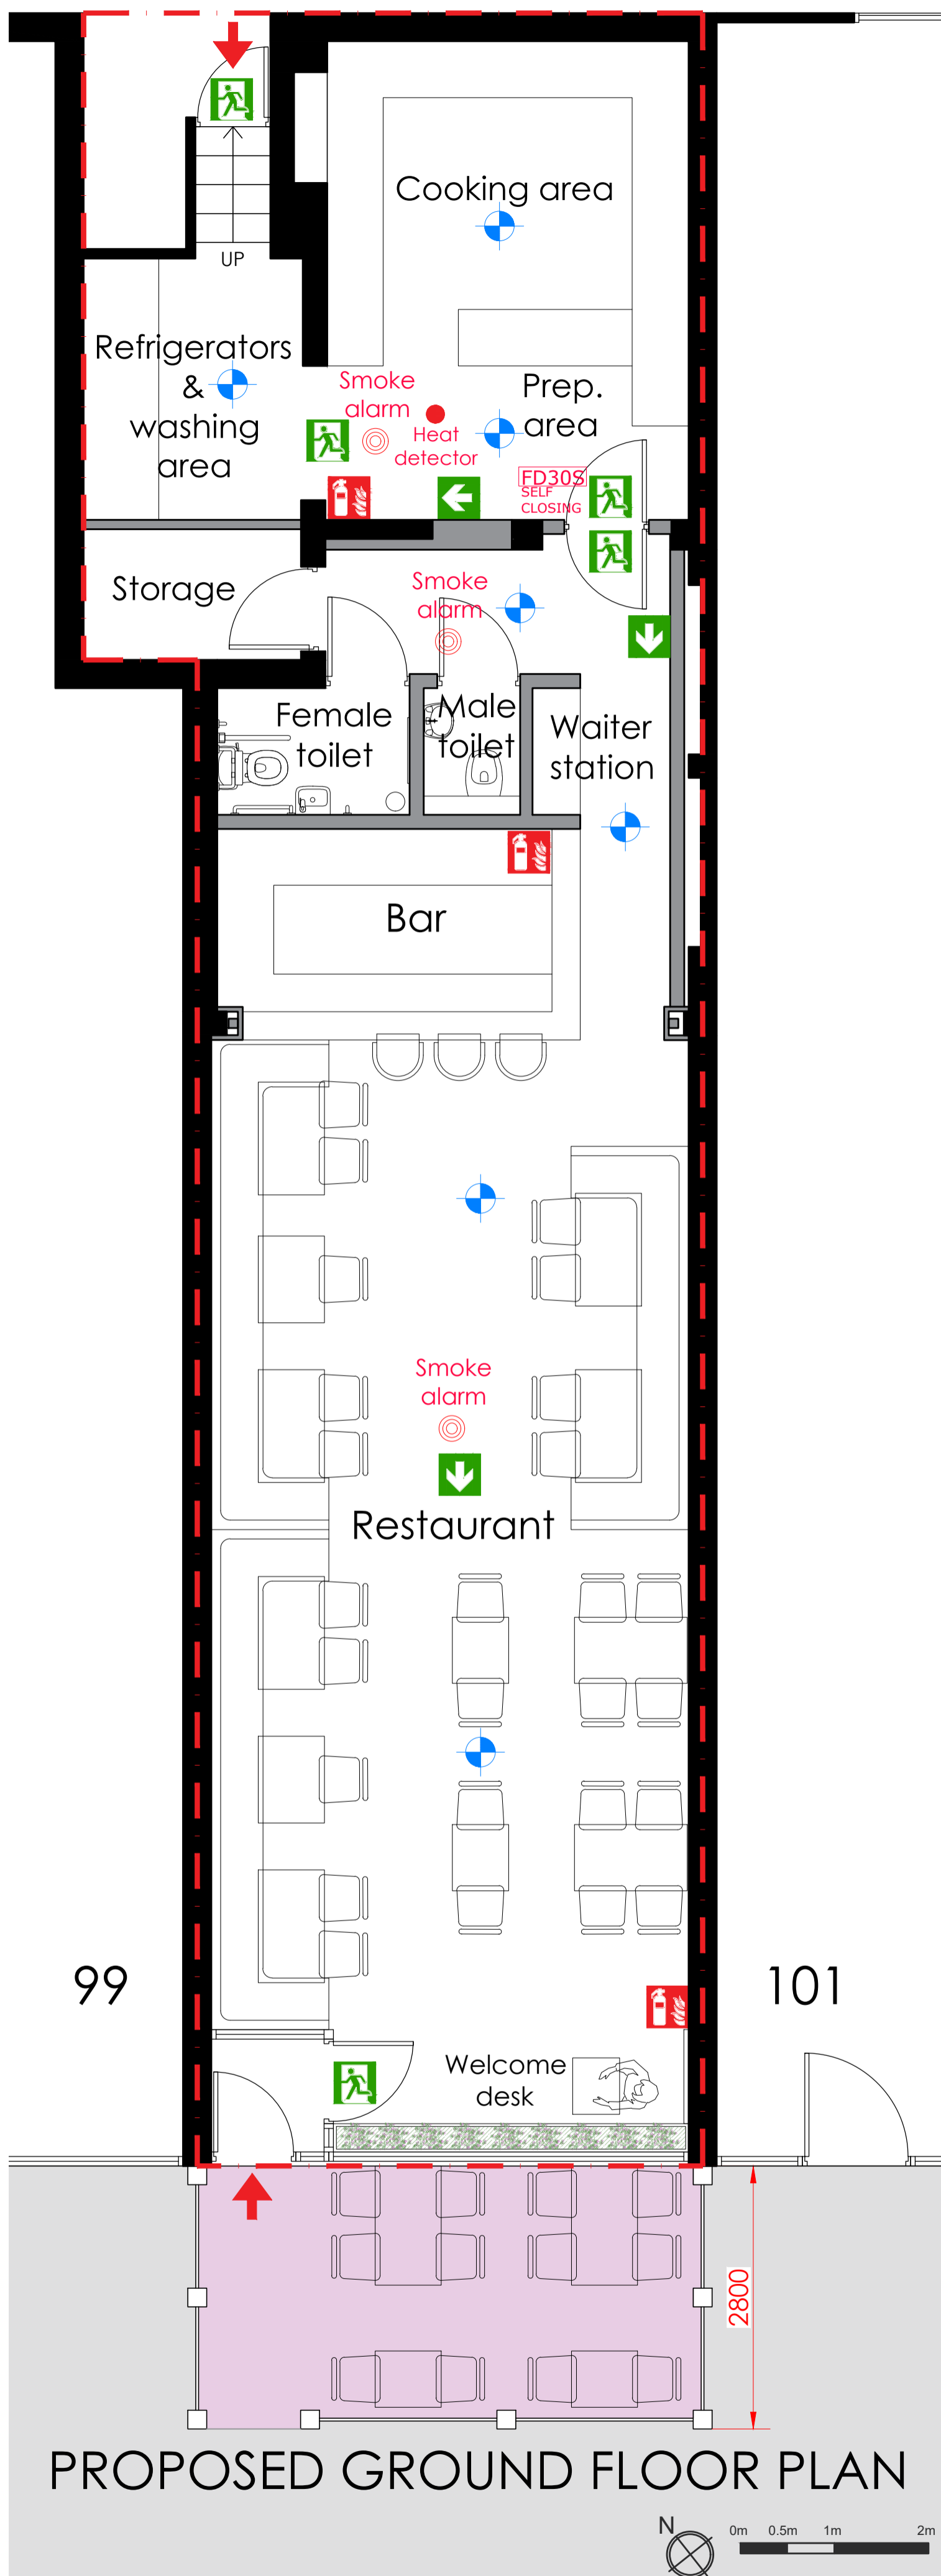 Cooking area
UP
Refrigerators
&
washing
area
Smoke
alarm
Heat
detector
Prep.
area
FD30S
SELF
CLOSING
Storage
Smoke
alarm
Female
toilet
Male
toilet
Waiter
station
Bar
Smoke
alarm
Restaurant
99
101
Welcome
desk
2800
PROPOSED GROUND FLOOR PLAN
N
0m 0.5m 1m 2m